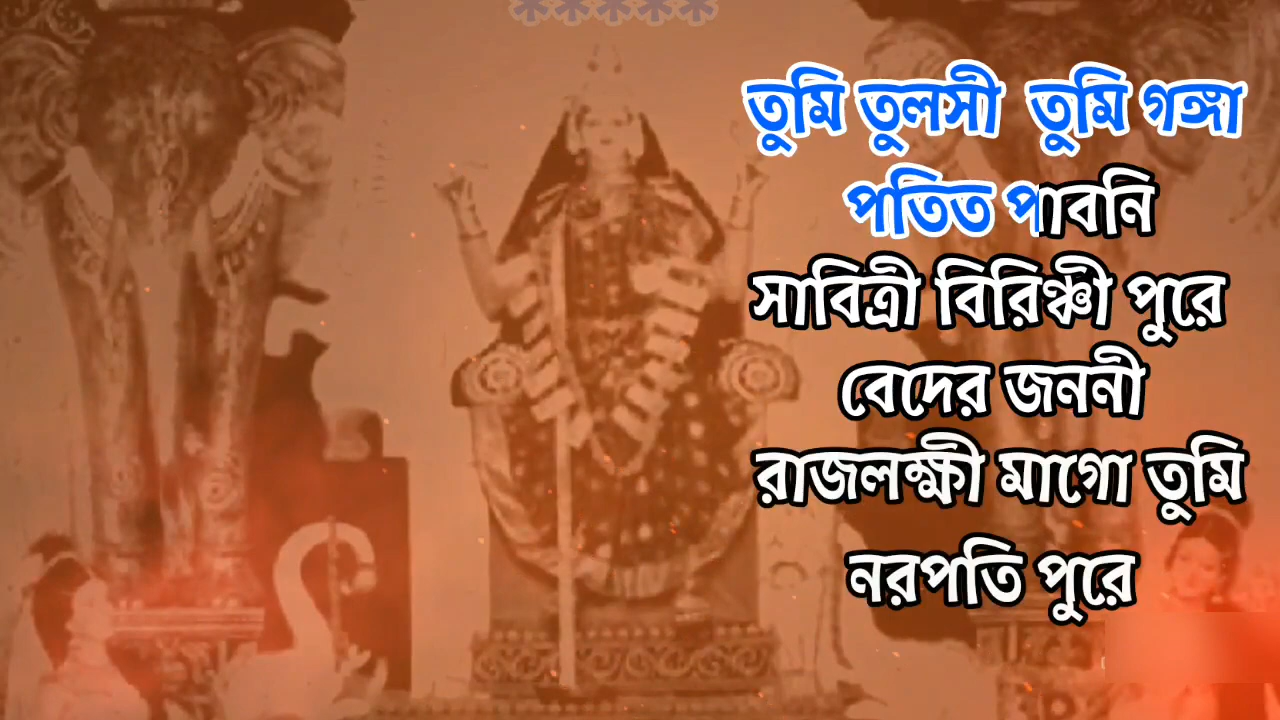 *****
তুমি তুলসী তুমি গঙ্গা
পতিত পাবনি
সাবিত্রী বিরিঞ্চী পুরে
বেদের জননী
রাজলক্ষী মাগো তুমি
নরপতি পুরে